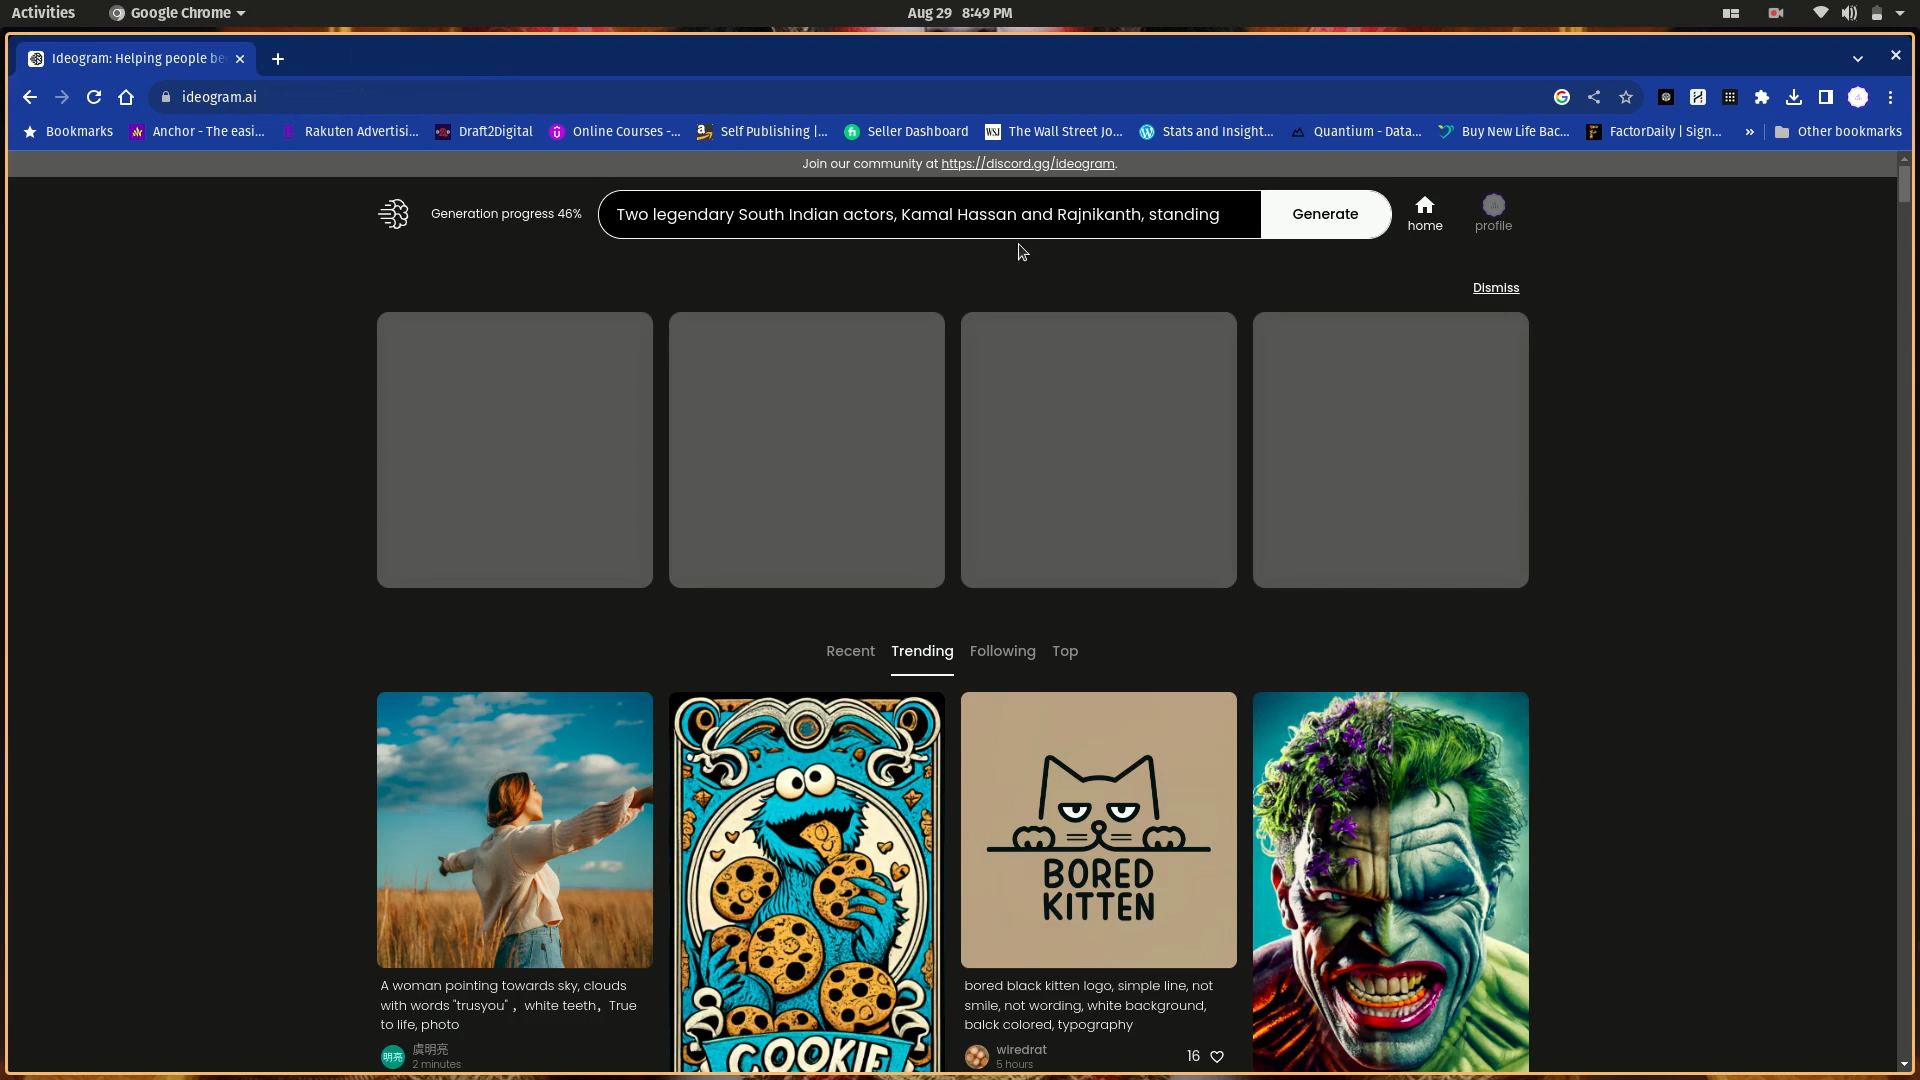 Activities
Google Chrome
Aug 29 8:49 PM
Ideogram: Helping people be
ideogram.ai
Bookmarks
Anchor - The easi...
Rakuten Advertisi...
Draft2Digital
Online Courses -...
Self Publishing |...
Seller Dashboard
WSJ
The Wall Street Jo...
Stats and Insight...
Quantium - Data...
Buy New Life Bac...
FactorDaily | Sign...
»
Other bookmarks
Join our community at https://discord.gg/ideogram.
Generation progress 46%
Two legendary South Indian actors, Kamal Hassan and Rajnikanth, standing
Generate
home
profile
Dismiss
Recent
Trending
Following
Top
COOKIE
BORED
KITTEN
A woman pointing towards sky, clouds
with words "trusyou"，white teeth，True
to life, photo
明亮
虞明亮
2 minutes
bored black kitten logo, simple line, not
smile, not wording, white background,
balck colored, typography
wiredrat
5 hours
16